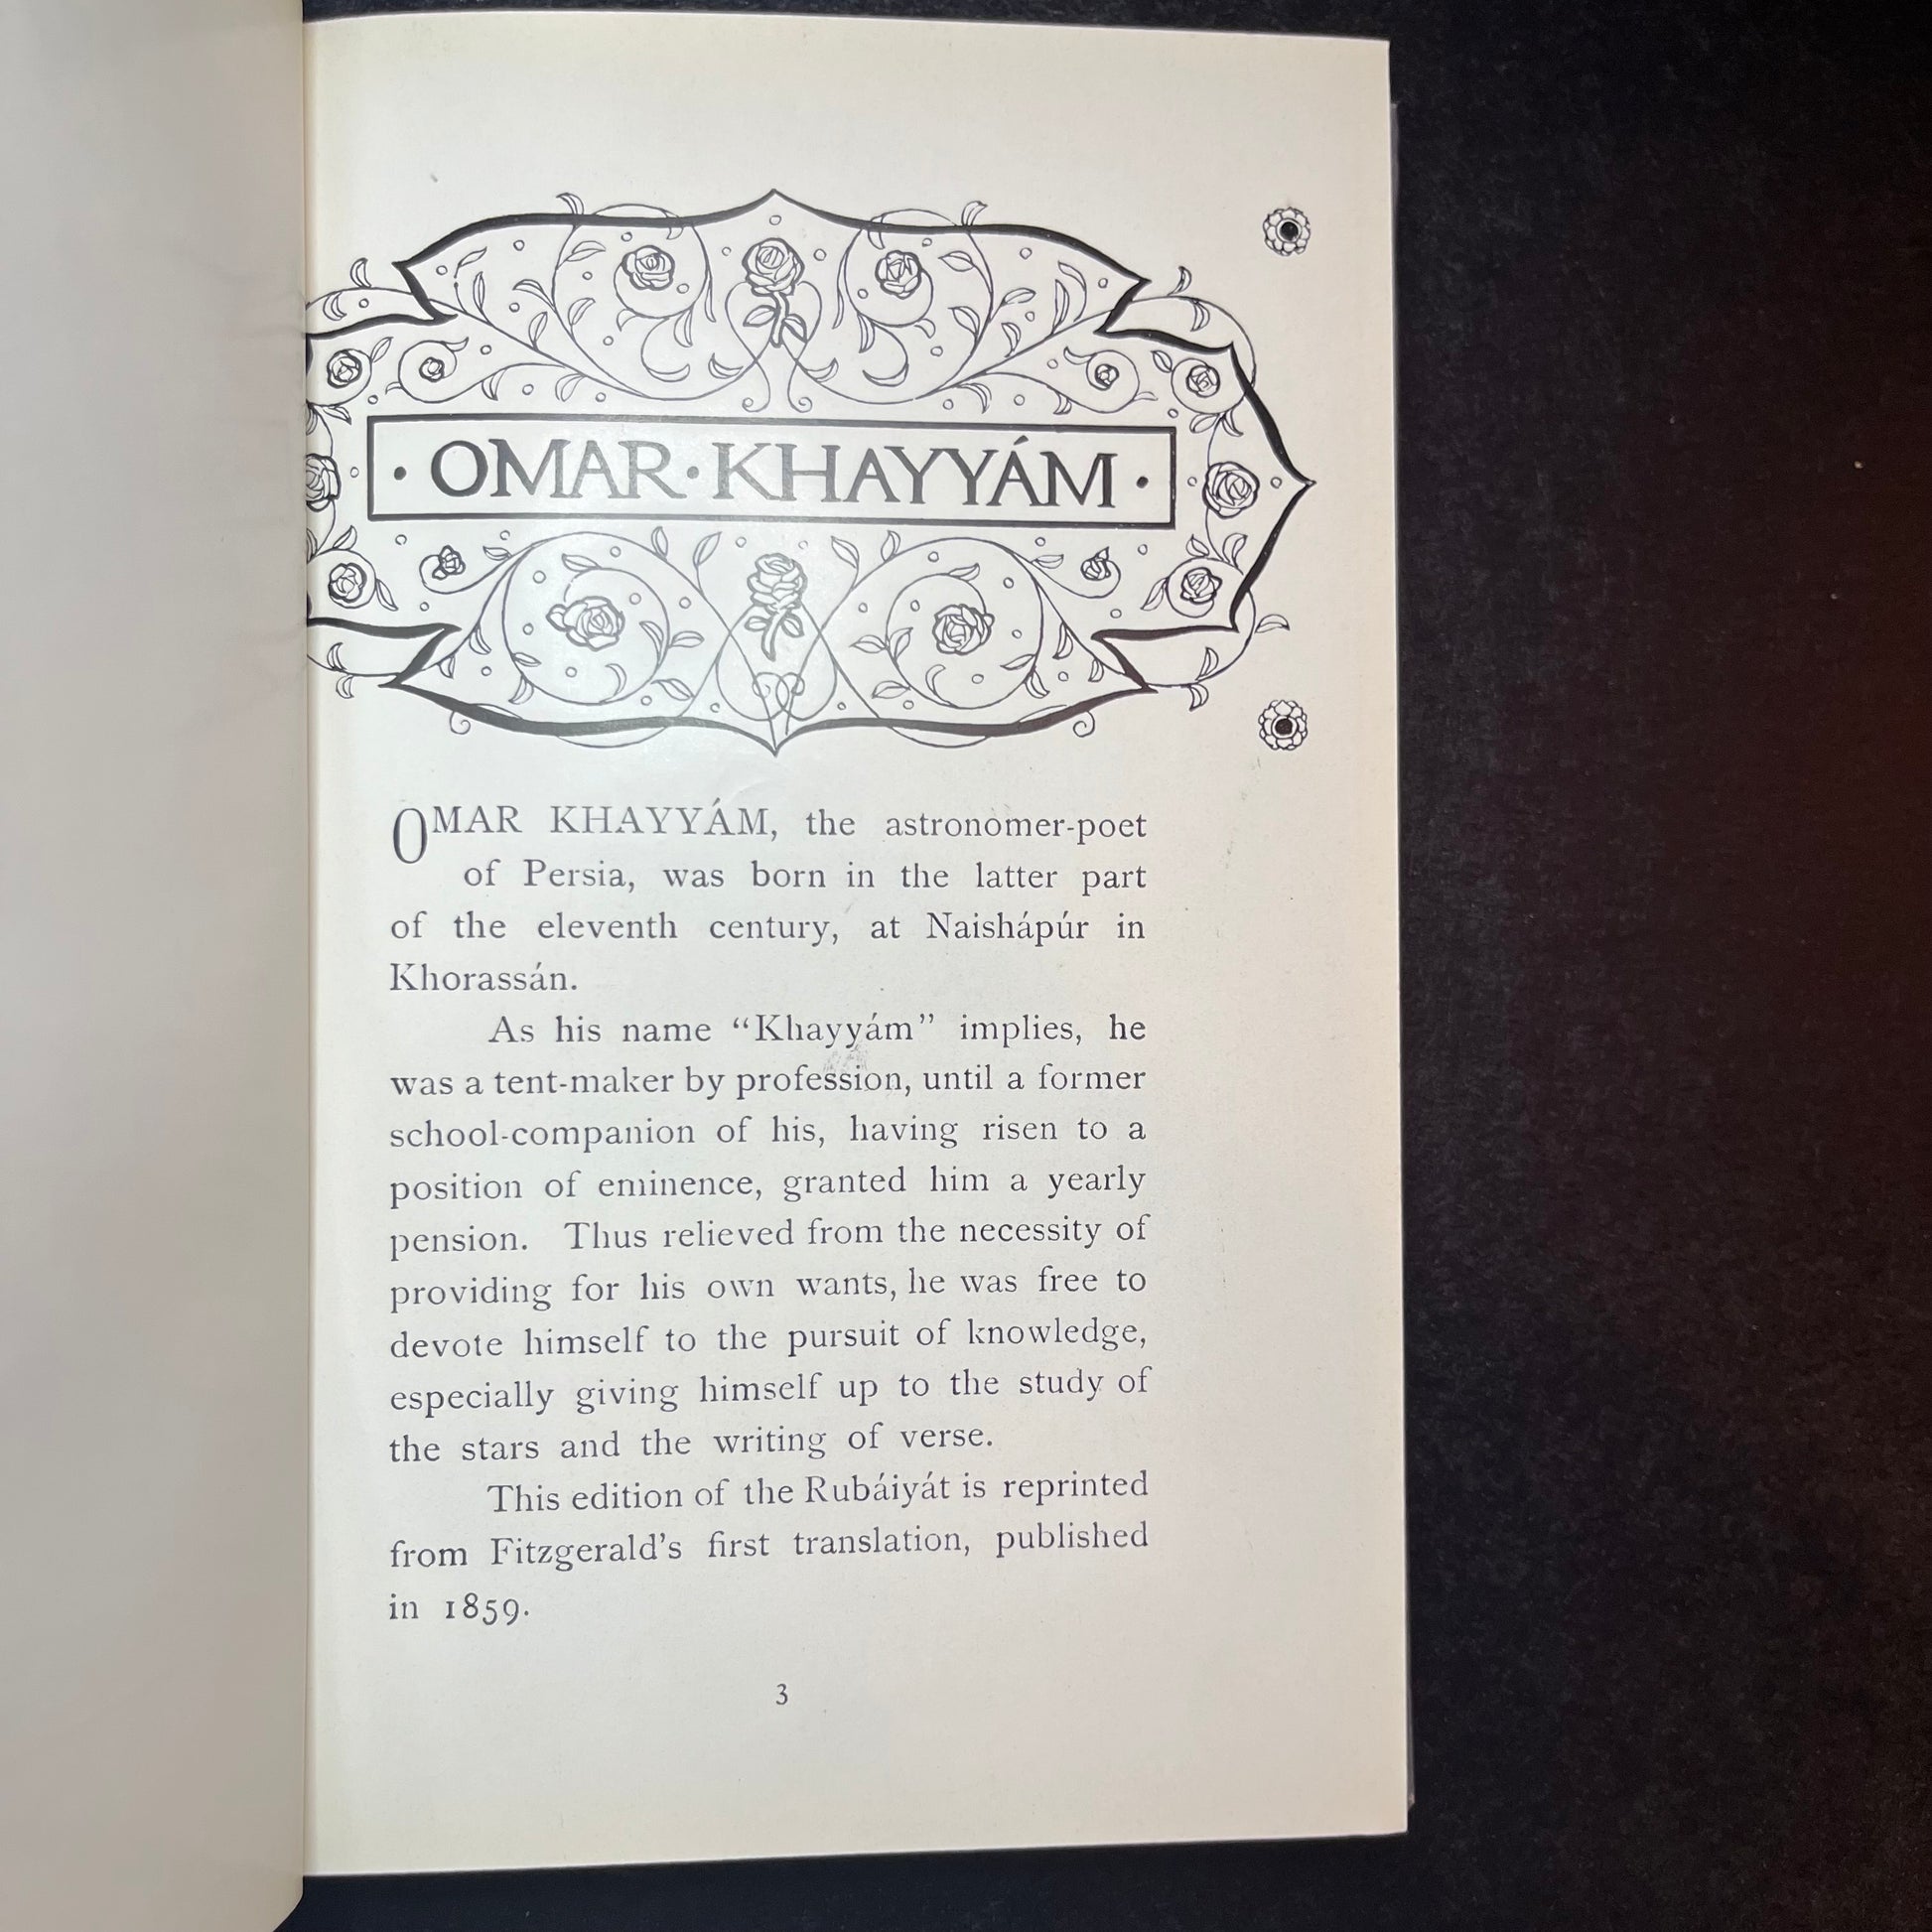 · OMAR · KHAYYÁM ·
OMAR KHAYYÁM, the astronomer-poet
of Persia, was born in the latter part
of the eleventh century, at Naishápúr in
Khorassán.
As his name “Khayyám” implies, he
was a tent-maker by profession, until a former
school-companion of his, having risen to a
position of eminence, granted him a yearly
pension. Thus relieved from the necessity of
providing for his own wants, he was free to
devote himself to the pursuit of knowledge,
especially giving himself up to the study of
the stars and the writing of verse.
This edition of the Rubáiyát is reprinted
from Fitzgerald’s first translation, published
in 1859.
3